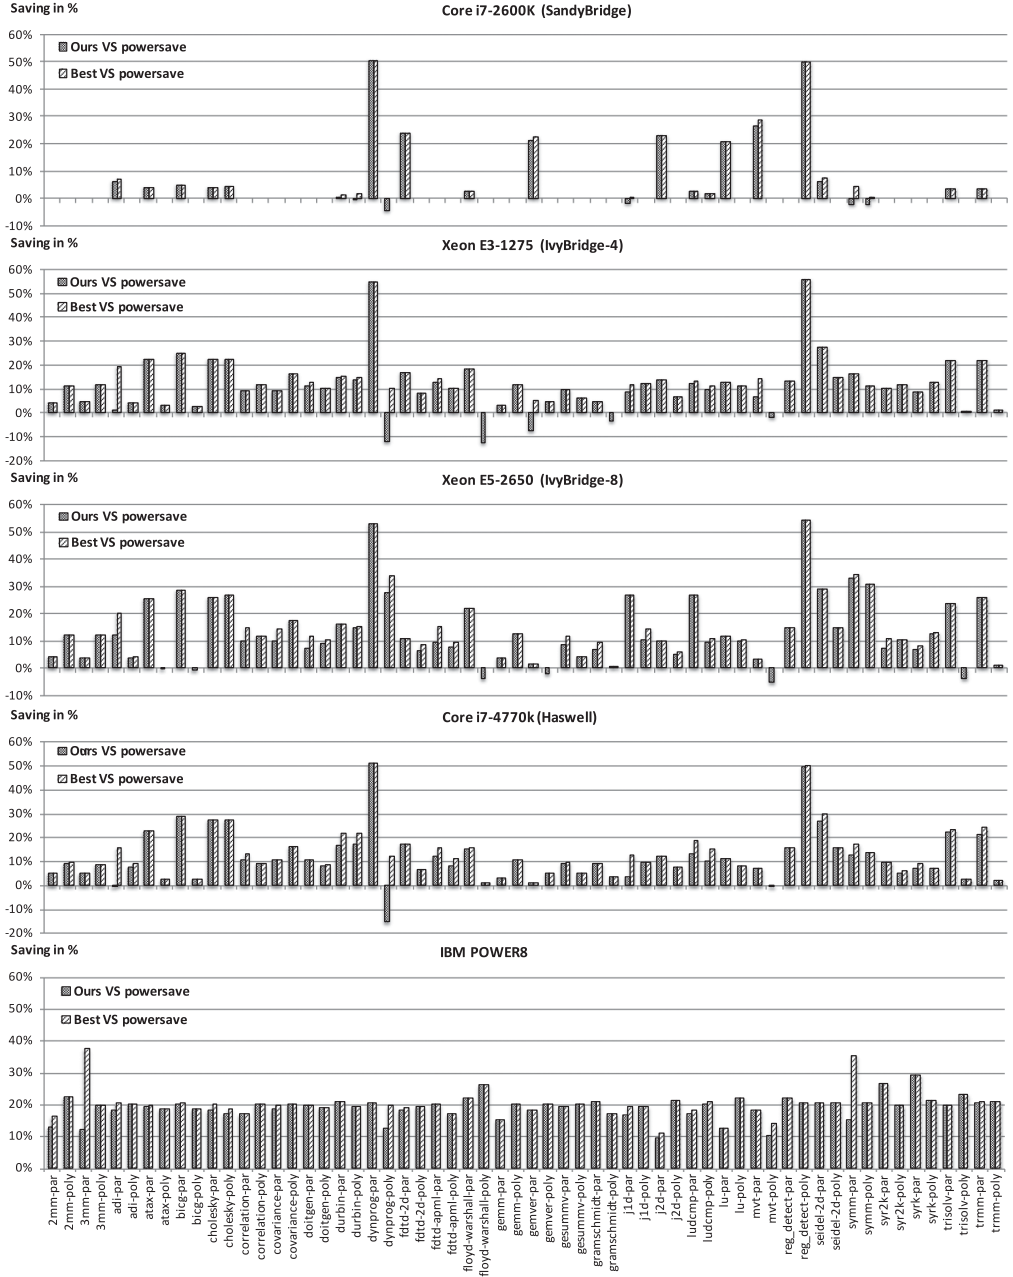 Saving in %
Core i7-2600K (SandyBridge)
60%
Ours VS powersave
50%
Best VS powersave
40%
30%
20%
10%
0%
-10%
Saving in %
Xeon E3-1275 (IvyBridge-4)
60%
Ours VS powersave
50%
Best VS powersave
40%
30%
20%
10%
0%
-10%
-20%
Saving in %
Xeon E5-2650 (IvyBridge-8)
60%
Ours VS powersave
50%
Best VS powersave
40%
30%
20%
10%
0%
-10%
Saving in %
Core i7-4770k (Haswell)
60%
Ours VS powersave
50%
Best VS powersave
40%
30%
20%
10%
0%
-10%
-20%
Saving in %
IBM POWER8
60%
Ours VS powersave
50%
Best VS powersave
40%
30%
20%
10%
0%
2mm-par
2mm-poly
3mm-par
3mm-poly
adi-par
adi-poly
atax-par
atax-poly
bicg-par
bicg-poly
cholesky-par
cholesky-poly
correlation-par
correlation-poly
covariance-par
covariance-poly
doitgen-par
doitgen-poly
durbin-par
durbin-poly
dynprog-par
dynprog-poly
fdtd-2d-par
fdtd-2d-poly
fdtd-apml-par
fdtd-apml-poly
floyd-warshall-par
floyd-warshall-poly
gemm-par
gemm-poly
gemver-par
gemver-poly
gesummv-par
gesummv-poly
gramschmidt-par
gramschmidt-poly
j1d-par
j1d-poly
j2d-par
j2d-poly
ludcmp-par
ludcmp-poly
lu-par
lu-poly
mvt-par
mvt-poly
reg_detect-par
reg_detect-poly
seidel-2d-par
seidel-2d-poly
symm-par
symm-poly
syr2k-par
syr2k-poly
syrk-par
syrk-poly
trisolv-par
trisolv-poly
trmm-par
trmm-poly